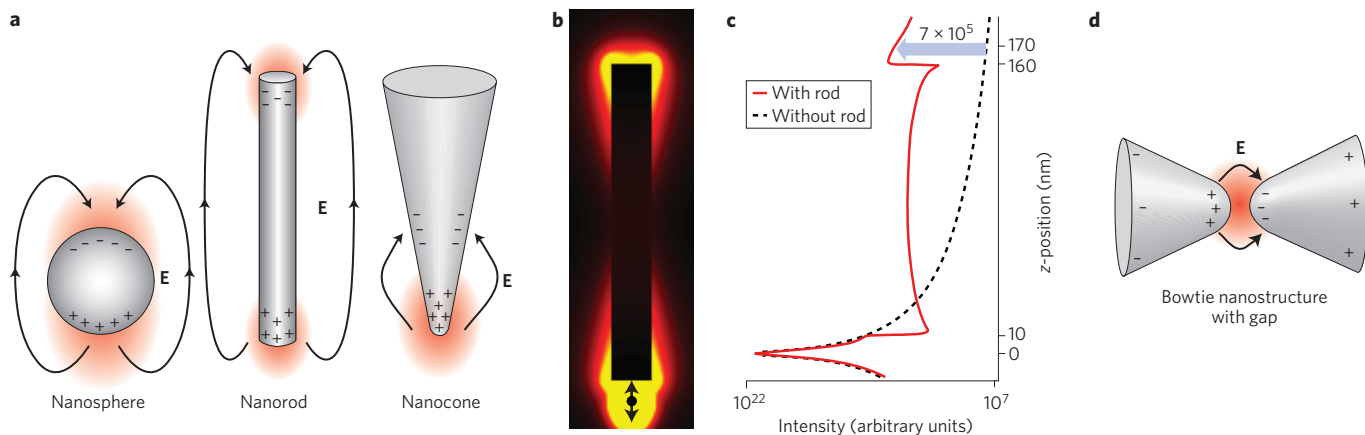 a
E
Nanosphere
E
Nanorod
E
Nanocone
b
c
7 × 10⁵
With rod
Without rod
170
160
10
0
z-position (nm)
10²²
10⁷
Intensity (arbitrary units)
d
E
Bowtie nanostructure
with gap